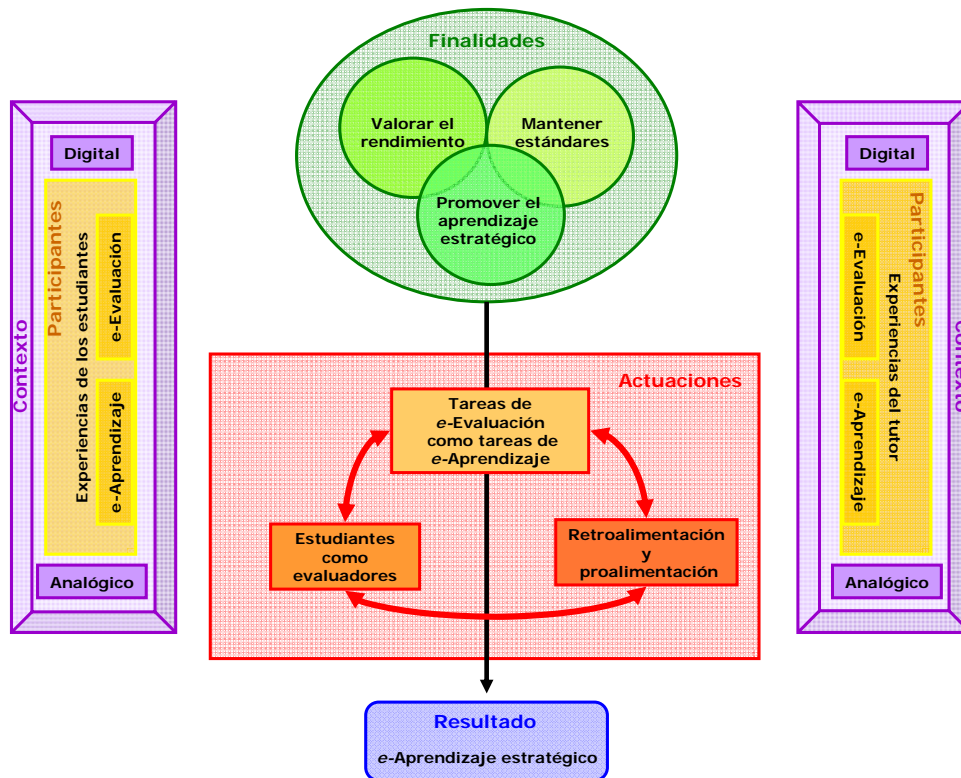 Finalidades
Valorar el
rendimiento
Mantener
estándares
Promover el
aprendizaje
estratégico
Contexto
Digital
Participantes
Experiencias de los estudiantes
e-Evaluación
e-Aprendizaje
Analógico
Actuaciones
Tareas de
e-Evaluación
como tareas de
e-Aprendizaje
Estudiantes
como
evaluadores
Retroalimentación
y
proalimentación
Resultado
e-Aprendizaje estratégico
Digital
Participantes
Experiencias del tutor
e-Evaluación
e-Aprendizaje
Analógico
Contexto